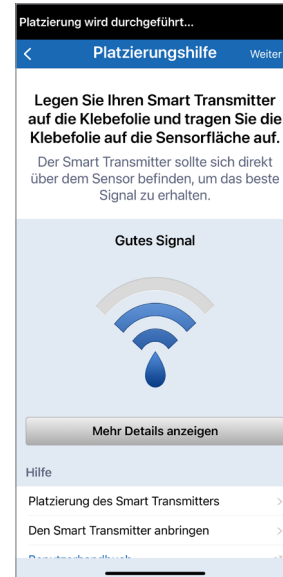 Platzierung wird durchgeführt...
Platzierungshilfe Weiter
Legen Sie Ihren Smart Transmitter
auf die Klebefolie und tragen Sie die
Klebefolie auf die Sensorfläche auf.
Der Smart Transmitter sollte sich direkt
über dem Sensor befinden, um das beste
Signal zu erhalten.
Gutes Signal
Mehr Details anzeigen
Hilfe
Platzierung des Smart Transmitters
Den Smart Transmitter anbringen